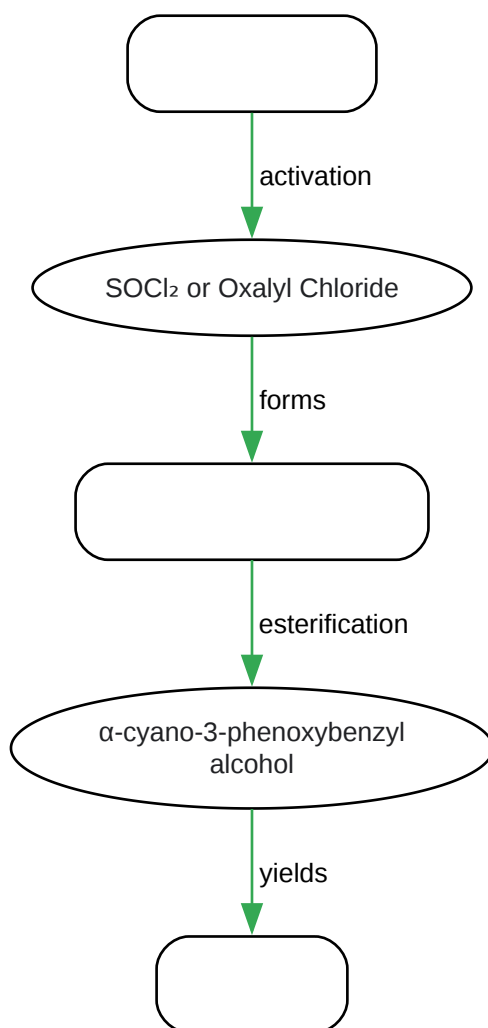 activation
SOCl₂ or Oxalyl Chloride
forms
esterification
α-cyano-3-phenoxybenzyl
alcohol
yields